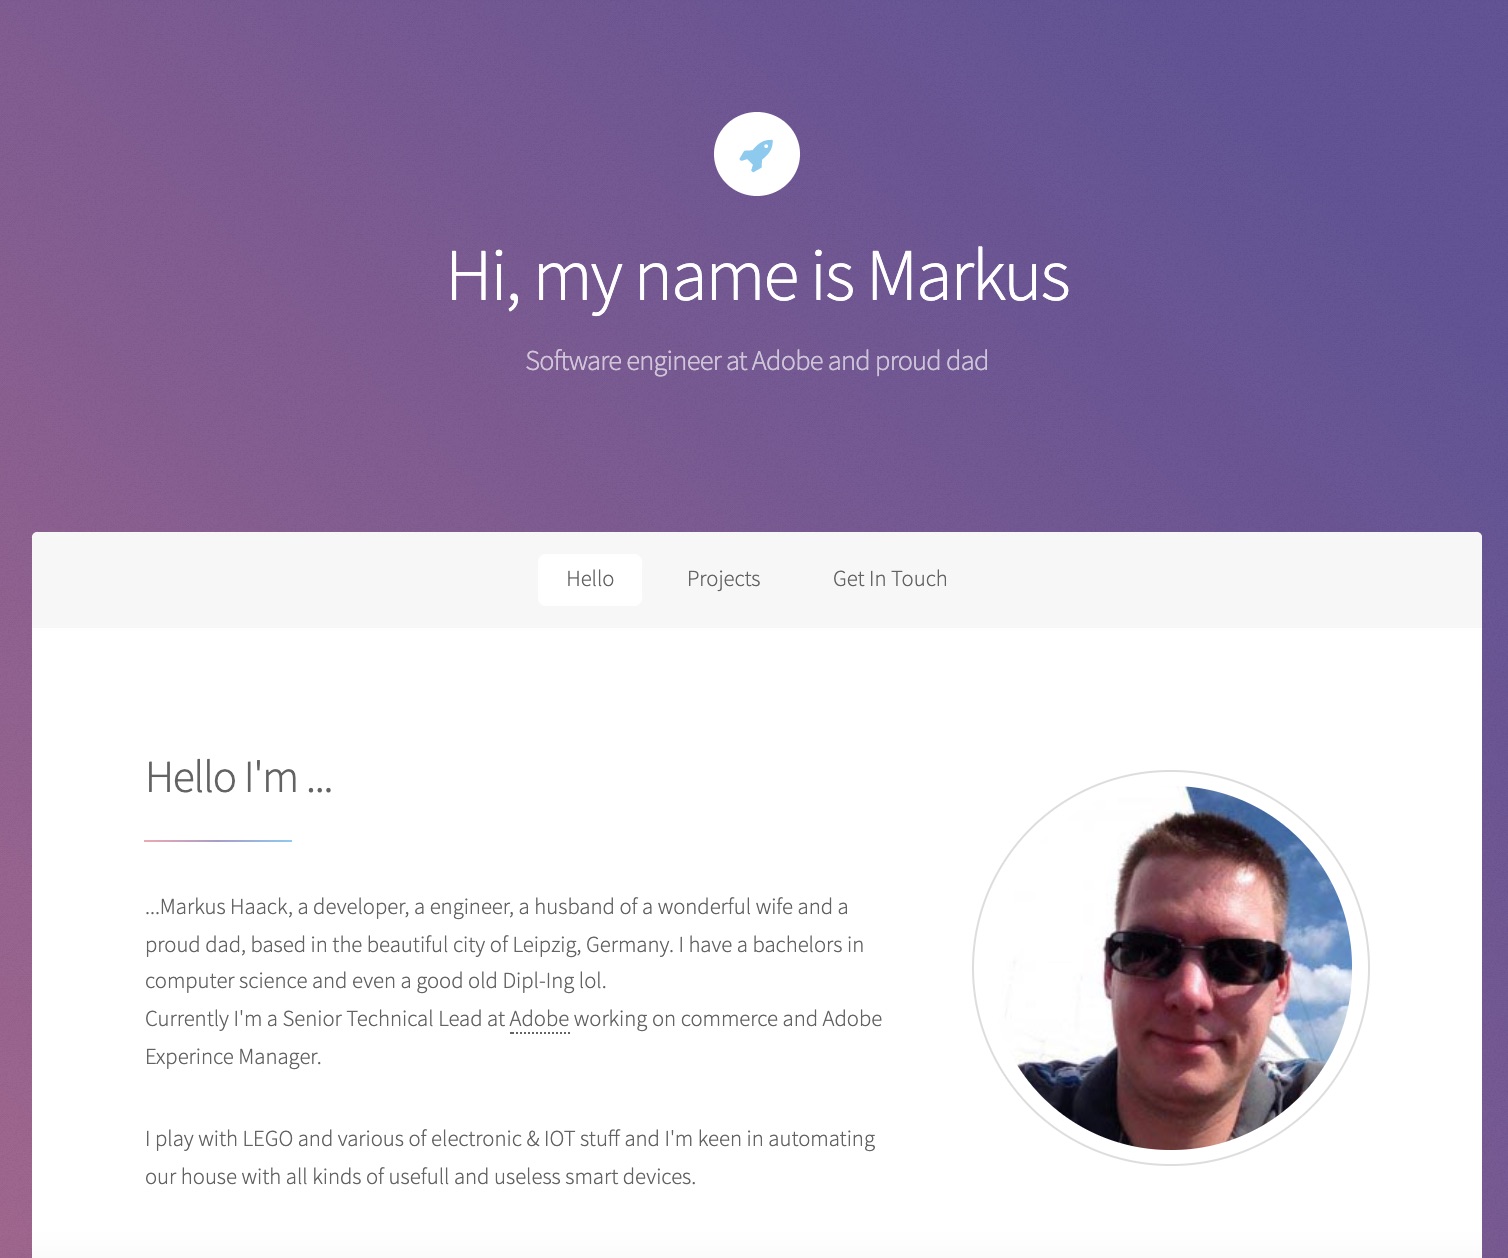 Hi, my name is Markus
Software engineer at Adobe and proud dad
Hello Projects Get In Touch
Hello I'm ...
...Markus Haack, a developer, a engineer, a husband of a wonderful wife and a
proud dad, based in the beautiful city of Leipzig, Germany. I have a bachelors in
computer science and even a good old Dipl-Ing lol.
Currently I'm a Senior Technical Lead at Adobe working on commerce and Adobe
Experince Manager.
I play with LEGO and various of electronic & IOT stuff and I'm keen in automating
our house with all kinds of usefull and useless smart devices.